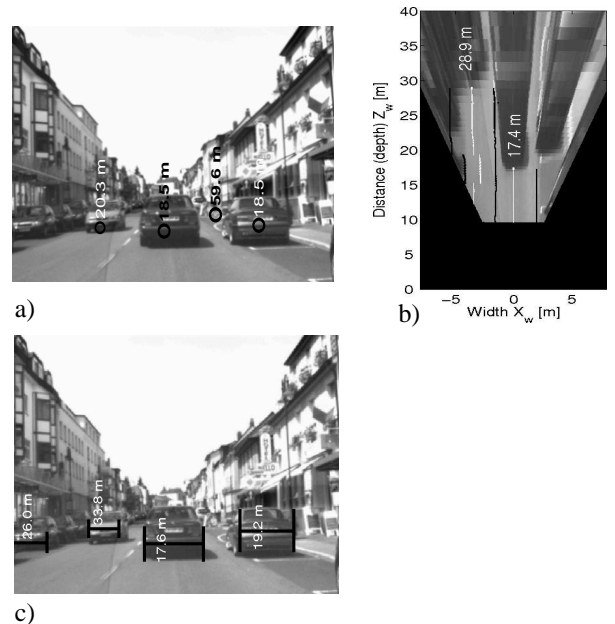 20.3 m
18.5 m
59.6 m
18.5 m
a)
28.9 m
17.4 m
Distance (depth) Z_w [m]
40
35
30
25
20
15
10
5
0
−5 0 5
Width X_w [m]
b)
26.0 m
33.8 m
17.6 m
19.2 m
c)